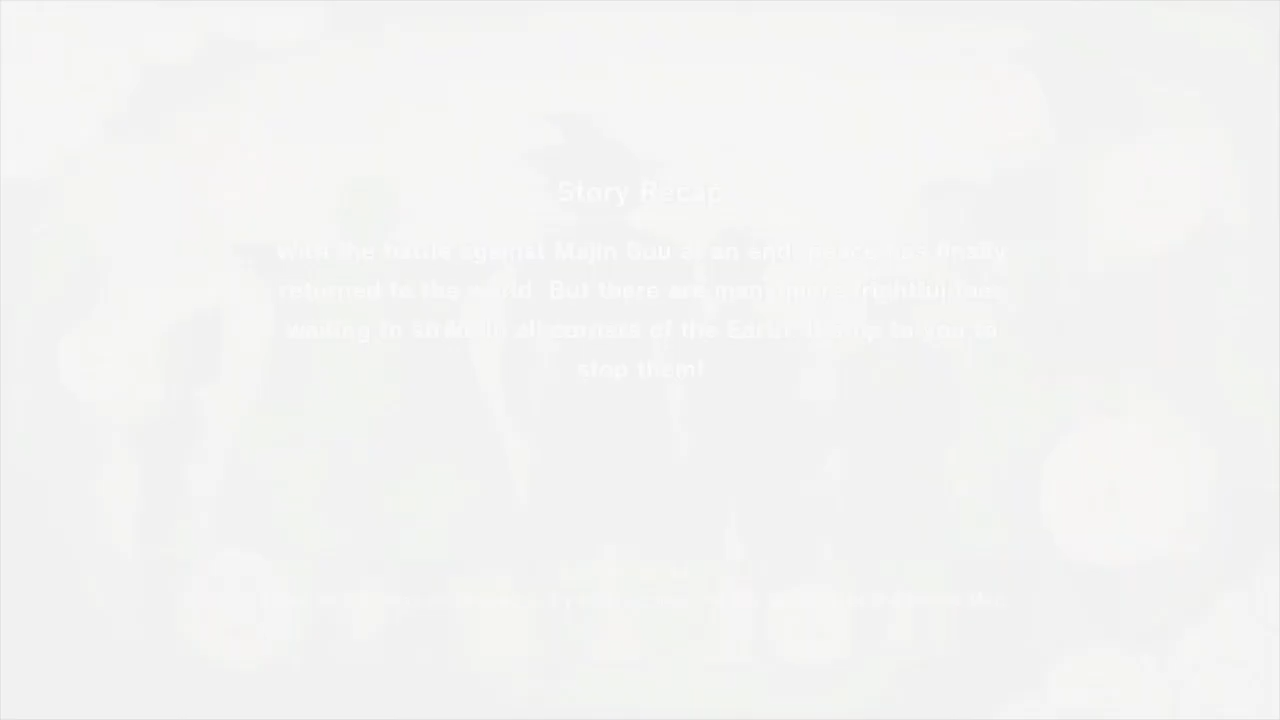 Story Recap
With the battle against Majin Buu at an end, peace has finally
returned to the world. But there are many more frightful foes
waiting to strike in all corners of the Earth. It's up to you to
stop them!